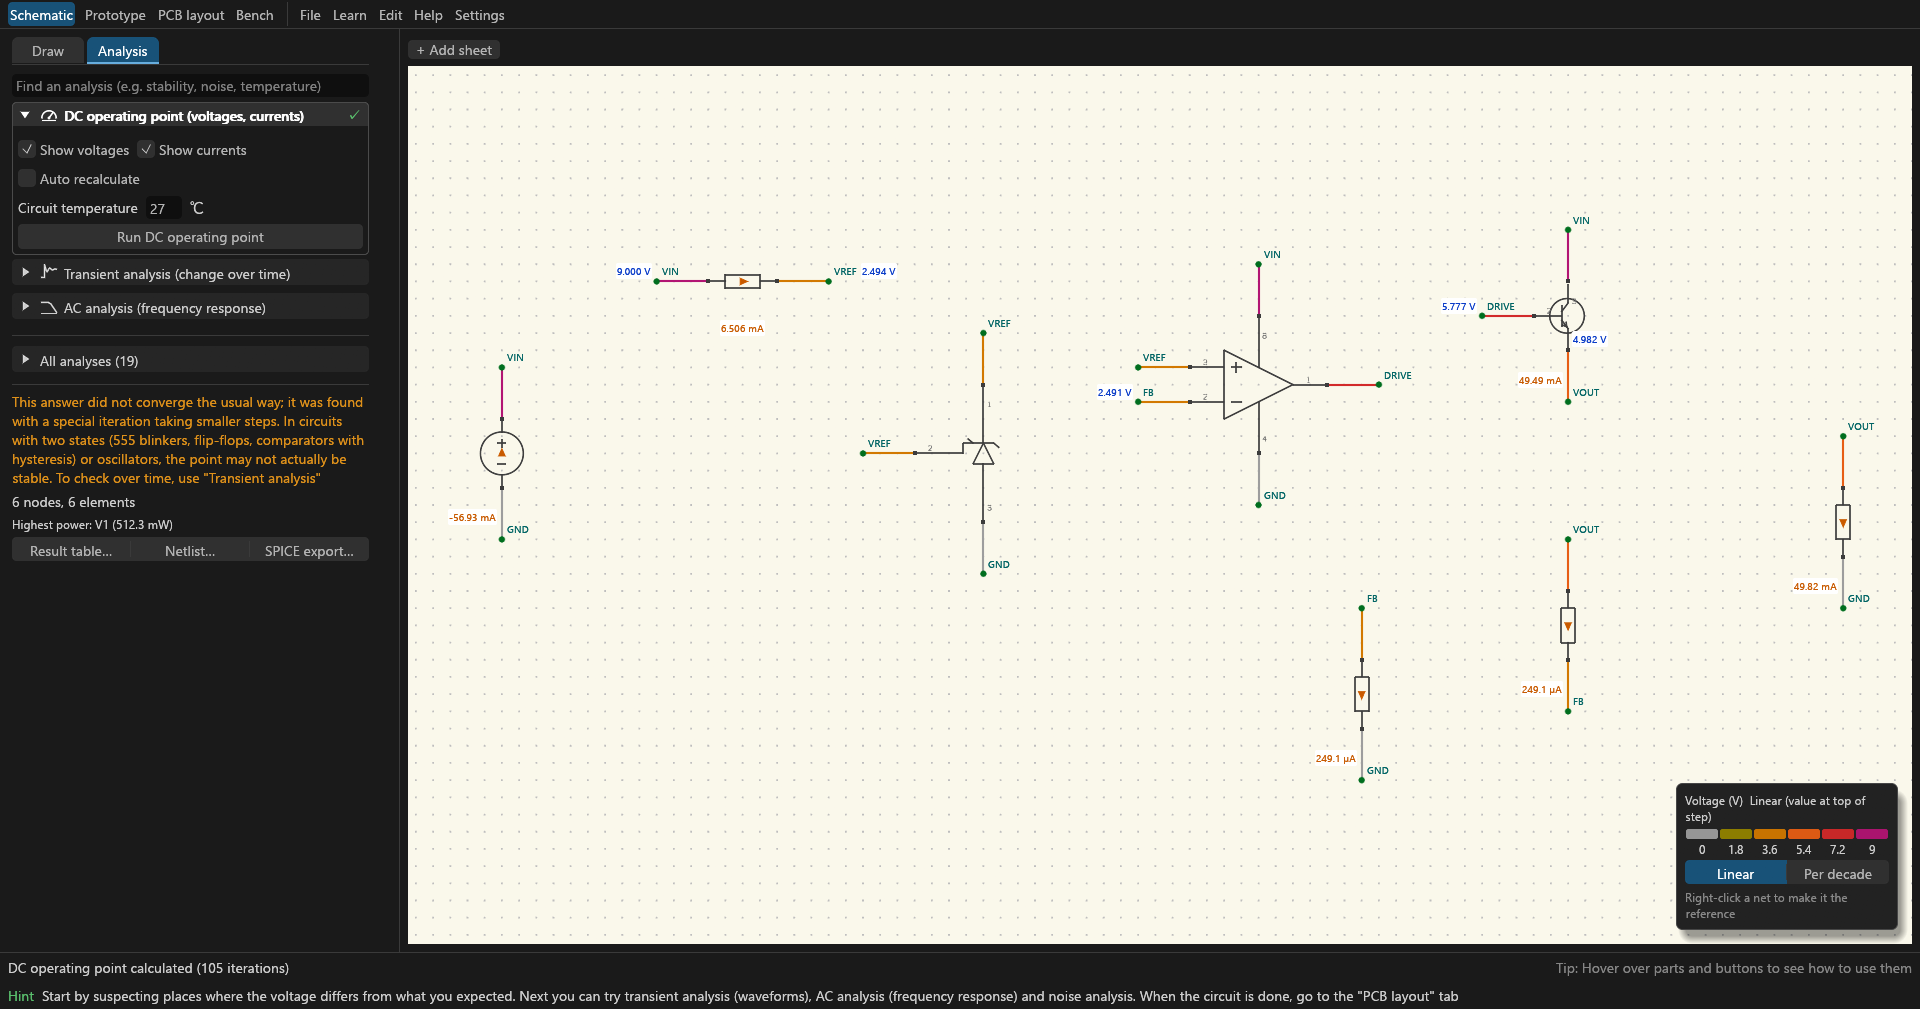 Schematic Prototype PCB layout Bench File Learn Edit Help Settings
Draw Analysis
+ Add sheet
Find an analysis (e.g. stability, noise, temperature)
DC operating point (voltages, currents)
Show voltages Show currents
Auto recalculate
Circuit temperature 27 ℃
Run DC operating point
Transient analysis (change over time)
AC analysis (frequency response)
All analyses (19)
This answer did not converge the usual way; it was found
with a special iteration taking smaller steps. In circuits
with two states (555 blinkers, flip-flops, comparators with
hysteresis) or oscillators, the point may not actually be
stable. To check over time, use "Transient analysis"
6 nodes, 6 elements
Highest power: V1 (512.3 mW)
Result table... Netlist... SPICE export...
VIN
-56.93 mA
GND
9.000 V VIN
VREF 2.494 V
6.506 mA
VREF
1
VREF
2
3
GND
VIN
8
VREF
3
2.491 V FB
2
1
DRIVE
4
GND
VIN
5.777 V DRIVE
4.982 V
49.49 mA
VOUT
VOUT
49.82 mA
GND
VOUT
249.1 µA
FB
FB
249.1 µA
GND
Voltage (V) Linear (value at top of
step)
0 1.8 3.6 5.4 7.2 9
Linear Per decade
Right-click a net to make it the
reference
DC operating point calculated (105 iterations)
Tip: Hover over parts and buttons to see how to use them
Hint Start by suspecting places where the voltage differs from what you expected. Next you can try transient analysis (waveforms), AC analysis (frequency response) and noise analysis. When the circuit is done, go to the "PCB layout" tab